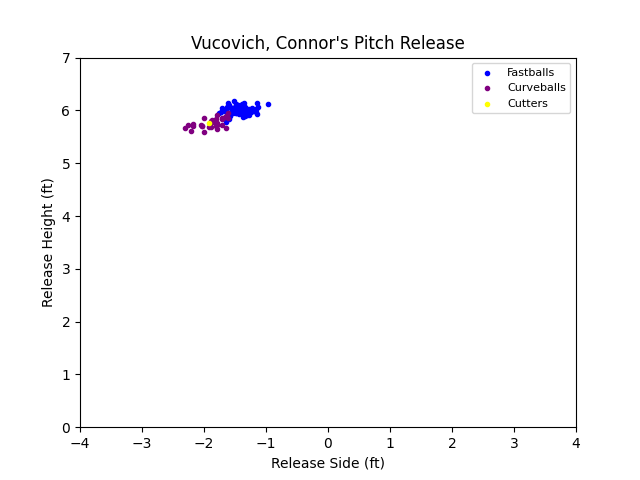 Vucovich, Connor's Pitch Release
Fastballs
Curveballs
Cutters
7
6
5
4
3
2
1
0
Release Height (ft)
−4 −3 −2 −1 0 1 2 3 4
Release Side (ft)